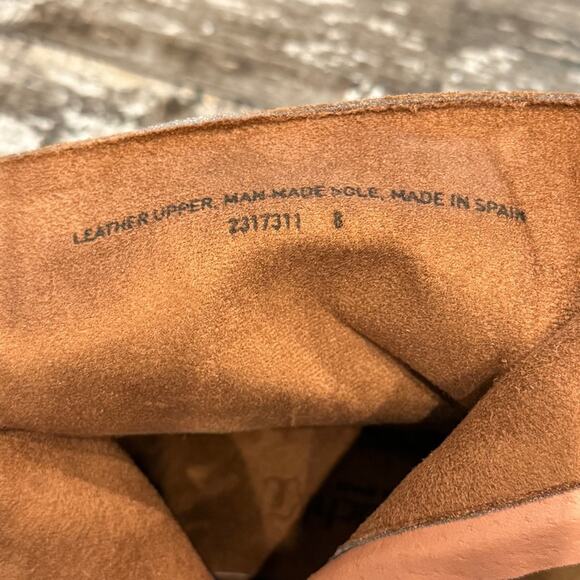 LEATHER UPPER, MAN MADE SOLE, MADE IN SPAIN
2317311 8